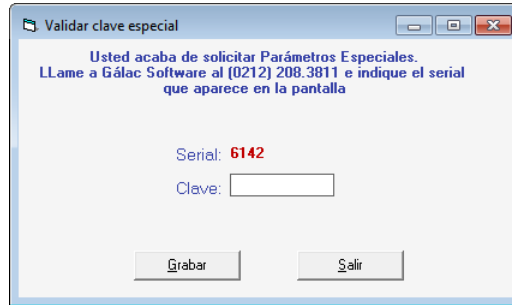 Validar clave especial
Usted acaba de solicitar Parámetros Especiales.
LLame a Gálac Software al (0212) 208.3811 e indique el serial
que aparece en la pantalla
Serial: 6142
Clave:
Grabar Salir